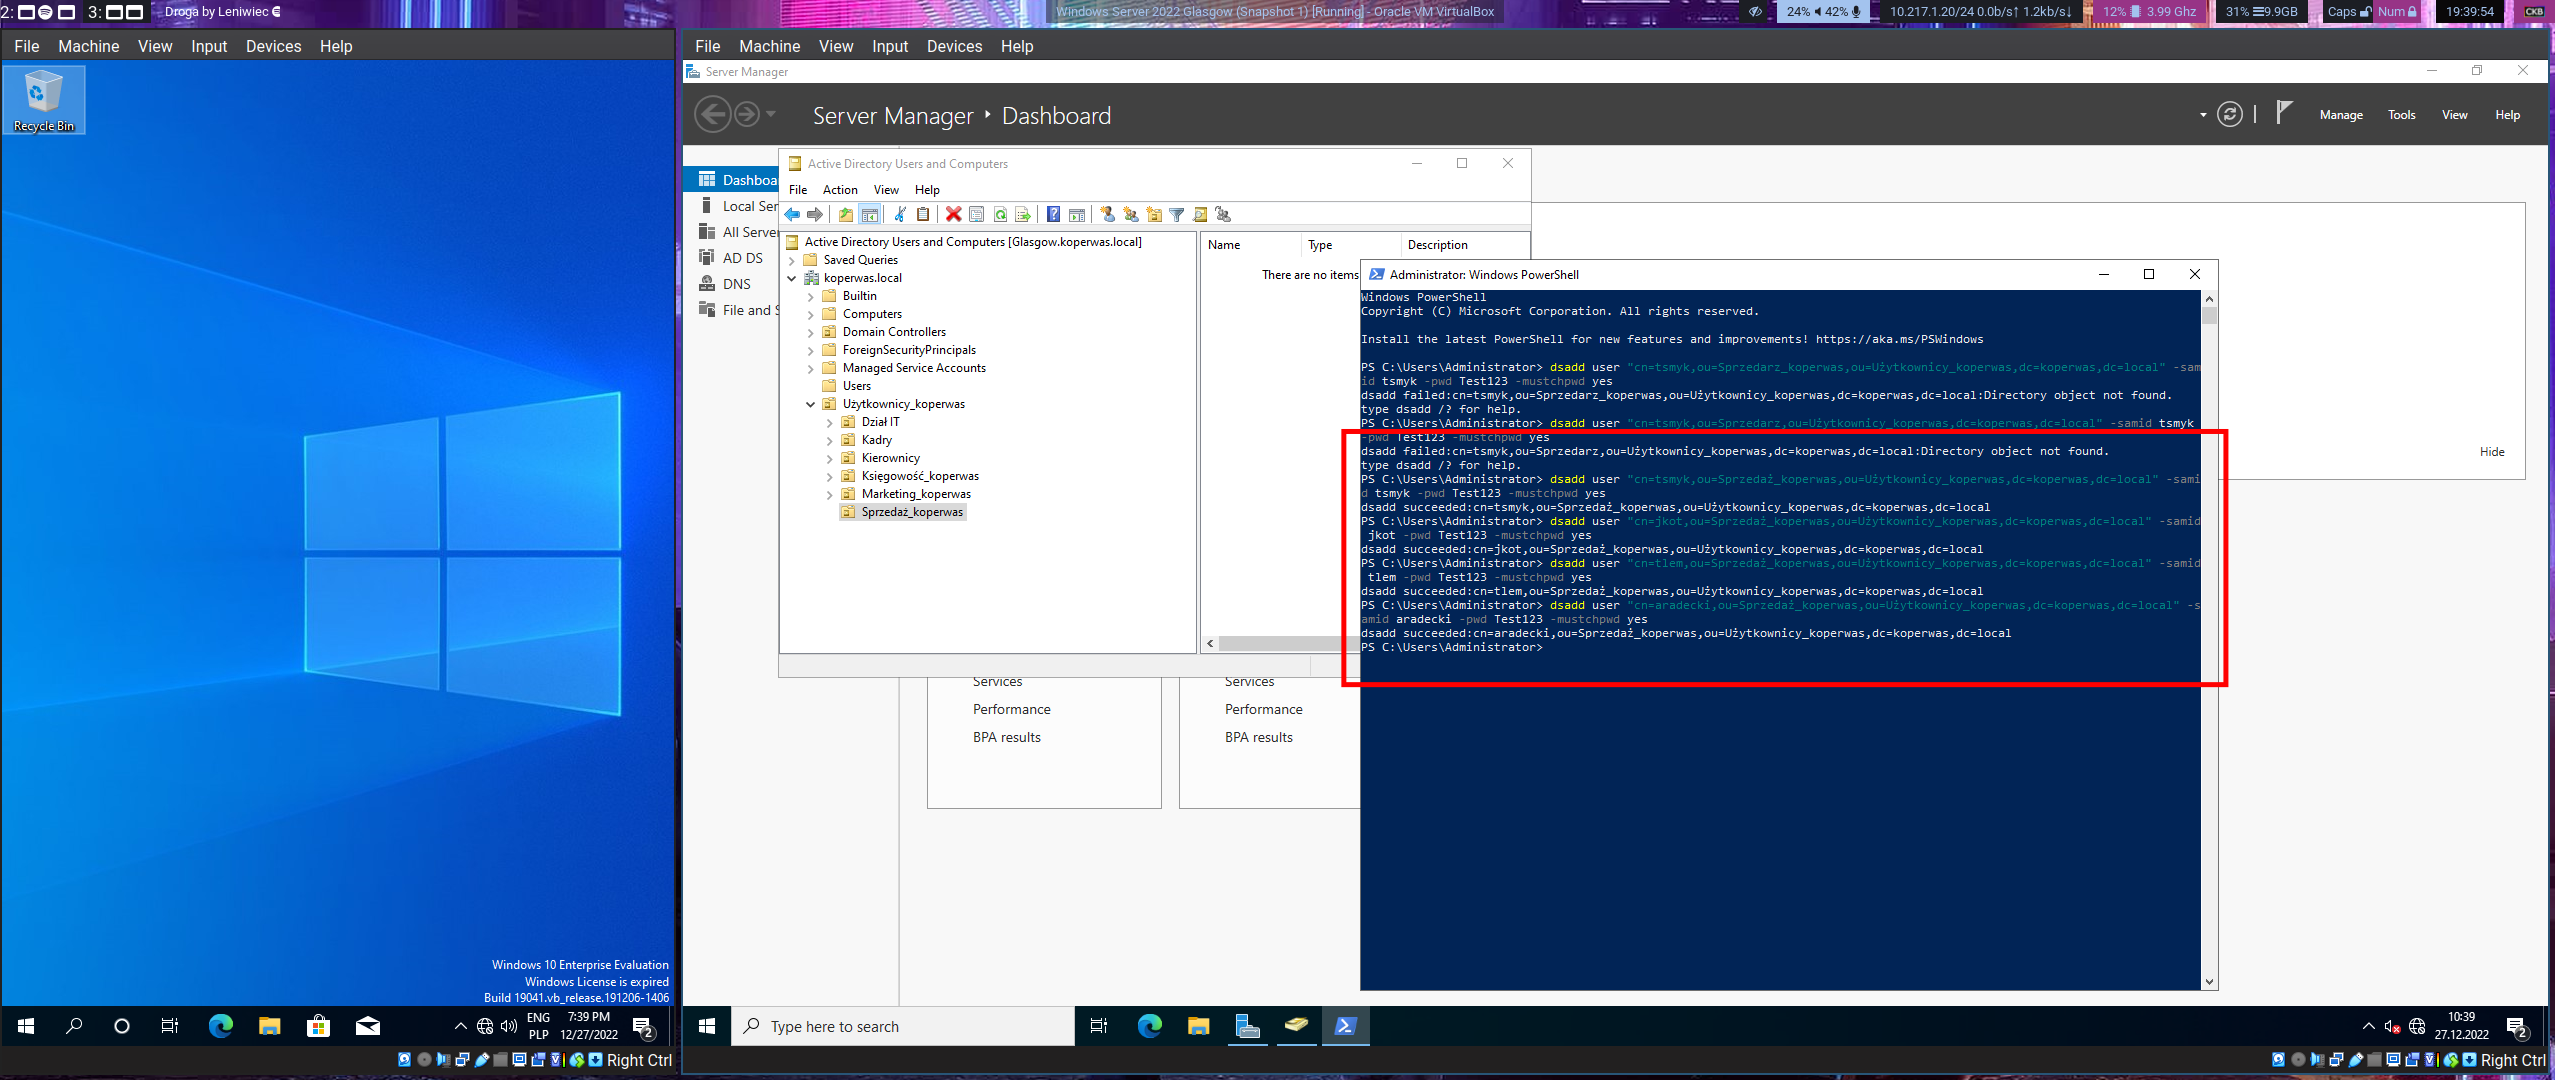 2:
3:
Droga by Leniwiec
Windows Server 2022 Glasgow (Snapshot 1) [Running] - Oracle VM VirtualBox
24% 42%
10.217.1.20/24 0.0b/s↑ 1.2kb/s↓
12% 3.99 Ghz
31% 9.9GB
Caps Num
19:39:54
CKB
File Machine View Input Devices Help
Recycle Bin
Windows 10 Enterprise Evaluation
Windows License is expired
Build 19041.vb_release.191206-1406
ENG
PLP
7:39 PM
12/27/2022
2
Right Ctrl
File Machine View Input Devices Help
Server Manager
Server Manager ‣ Dashboard
Manage Tools View Help
Dashboa
Local Ser
All Serve
AD DS
DNS
File and S
Active Directory Users and Computers
File Action View Help
Active Directory Users and Computers [Glasgow.koperwas.local]
Saved Queries
koperwas.local
Builtin
Computers
Domain Controllers
ForeignSecurityPrincipals
Managed Service Accounts
Users
Użytkownicy_koperwas
Dział IT
Kadry
Kierownicy
Księgowość_koperwas
Marketing_koperwas
Sprzedaż_koperwas
Name Type Description
There are no items
Administrator: Windows PowerShell
Windows PowerShell
Copyright (C) Microsoft Corporation. All rights reserved.
Install the latest PowerShell for new features and improvements! https://aka.ms/PSWindows
PS C:\Users\Administrator> dsadd user "cn=tsmyk,ou=Sprzedarz_koperwas,ou=Użytkownicy_koperwas,dc=koperwas,dc=local" -sam
id tsmyk -pwd Test123 -mustchpwd yes
dsadd failed:cn=tsmyk,ou=Sprzedarz_koperwas,ou=Użytkownicy_koperwas,dc=koperwas,dc=local:Directory object not found.
type dsadd /? for help.
PS C:\Users\Administrator> dsadd user "cn=tsmyk,ou=Sprzedarz,ou=Użytkownicy_koperwas,dc=koperwas,dc=local" -samid tsmyk
-pwd Test123 -mustchpwd yes
dsadd failed:cn=tsmyk,ou=Sprzedarz,ou=Użytkownicy_koperwas,dc=koperwas,dc=local:Directory object not found.
type dsadd /? for help.
PS C:\Users\Administrator> dsadd user "cn=tsmyk,ou=Sprzedaż_koperwas,ou=Użytkownicy_koperwas,dc=koperwas,dc=local" -sami
d tsmyk -pwd Test123 -mustchpwd yes
dsadd succeeded:cn=tsmyk,ou=Sprzedaż_koperwas,ou=Użytkownicy_koperwas,dc=koperwas,dc=local
PS C:\Users\Administrator> dsadd user "cn=jkot,ou=Sprzedaż_koperwas,ou=Użytkownicy_koperwas,dc=koperwas,dc=local" -samid
jkot -pwd Test123 -mustchpwd yes
dsadd succeeded:cn=jkot,ou=Sprzedaż_koperwas,ou=Użytkownicy_koperwas,dc=koperwas,dc=local
PS C:\Users\Administrator> dsadd user "cn=tlem,ou=Sprzedaż_koperwas,ou=Użytkownicy_koperwas,dc=koperwas,dc=local" -samid
tlem -pwd Test123 -mustchpwd yes
dsadd succeeded:cn=tlem,ou=Sprzedaż_koperwas,ou=Użytkownicy_koperwas,dc=koperwas,dc=local
PS C:\Users\Administrator> dsadd user "cn=aradecki,ou=Sprzedaż_koperwas,ou=Użytkownicy_koperwas,dc=koperwas,dc=local" -s
amid aradecki -pwd Test123 -mustchpwd yes
dsadd succeeded:cn=aradecki,ou=Sprzedaż_koperwas,ou=Użytkownicy_koperwas,dc=koperwas,dc=local
PS C:\Users\Administrator>
Hide
Services
Performance
BPA results
Services
Performance
BPA results
Type here to search
10:39
27.12.2022
2
Right Ctrl